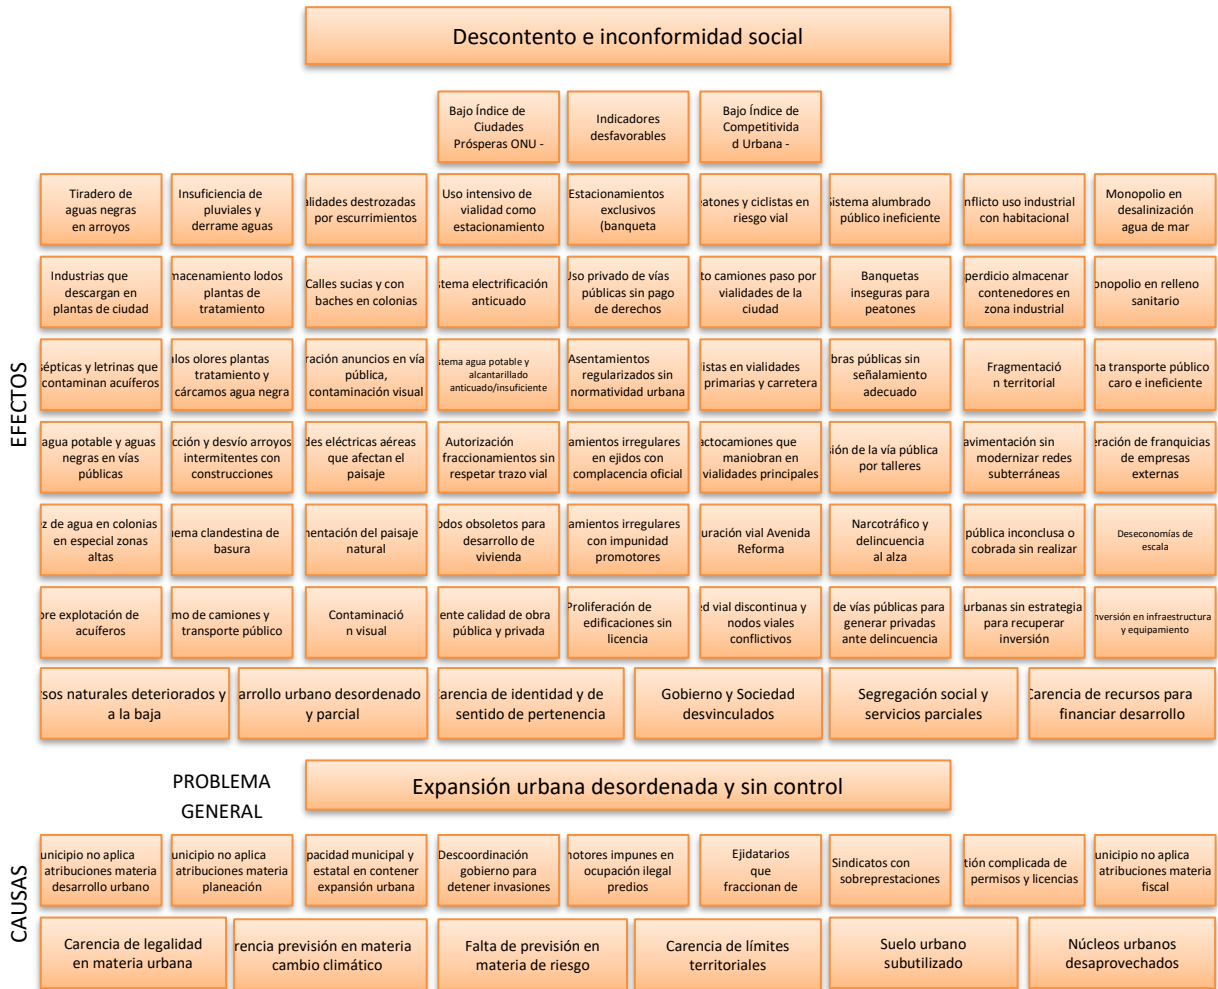 Descontento e inconformidad social
Bajo Índice de
Ciudades
Prósperas ONU -
Indicadores
desfavorables
Bajo Índice de
Competitivida
d Urbana -
EFECTOS
Tiradero de
aguas negras
en arroyos
Insuficiencia de
pluviales y
derrame aguas
alidades destrozadas
por escurrimientos
Uso intensivo de
vialidad como
estacionamiento
Estacionamientos
exclusivos
(banqueta
eatones y ciclistas en
riesgo vial
Sistema alumbrado
público ineficiente
nflicto uso industrial
con habitacional
Monopolio en
desalinización
agua de mar
Industrias que
descargan en
plantas de ciudad
macenamiento lodos
plantas de
tratamiento
Calles sucias y con
baches en colonias
stema electrificación
anticuado
Uso privado de vías
públicas sin pago
de derechos
to camiones paso por
vialidades de la
ciudad
Banquetas
inseguras para
peatones
sperdicio almacenar
contenedores en
zona industrial
onopolio en relleno
sanitario
sépticas y letrinas que
contaminan acuíferos
alos olores plantas
tratamiento y
cárcamos agua negra
ración anuncios en vía
pública,
contaminación visual
stema agua potable y
alcantarillado
anticuado/insuficiente
Asentamientos
regularizados sin
normatividad urbana
listas en vialidades
primarias y carretera
bras públicas sin
señalamiento
adecuado
Fragmentació
n territorial
ma transporte público
caro e ineficiente
agua potable y aguas
negras en vías
públicas
cción y desvío arroyos
intermitentes con
construcciones
des eléctricas aéreas
que afectan el
paisaje
Autorización
fraccionamientos sin
respetar trazo vial
amientos irregulares
en ejidos con
complacencia oficial
actocamiones que
maniobran en
vialidades principales
sión de la vía pública
por talleres
avimentación sin
modernizar redes
subterráneas
eración de franquicias
de empresas
externas
z de agua en colonias
en especial zonas
altas
uema clandestina de
basura
mentación del paisaje
natural
odos obsoletos para
desarrollo de
vivienda
amientos irregulares
con impunidad
promotores
uración vial Avenida
Reforma
Narcotráfico y
delincuencia
al alza
pública inconclusa o
cobrada sin realizar
Deseconomías de
escala
bre explotación de
acuíferos
mo de camiones y
transporte público
Contaminació
n visual
ente calidad de obra
pública y privada
Proliferación de
edificaciones sin
licencia
ed vial discontinua y
nodos viales
conflictivos
de vías públicas para
generar privadas
ante delincuencia
urbanas sin estrategia
para recuperar
inversión
nversión en infraestructura
y equipamiento
rsos naturales deteriorados y
a la baja
arrollo urbano desordenado
y parcial
Carencia de identidad y de
sentido de pertenencia
Gobierno y Sociedad
desvinculados
Segregación social y
servicios parciales
Carencia de recursos para
financiar desarrollo
PROBLEMA
GENERAL
Expansión urbana desordenada y sin control
CAUSAS
unicipio no aplica
atribuciones materia
desarrollo urbano
unicipio no aplica
atribuciones materia
planeación
pacidad municipal y
estatal en contener
expansión urbana
Descoordinación
gobierno para
detener invasiones
motores impunes en
ocupación ilegal
predios
Ejidatarios
que
fraccionan de
Sindicatos con
sobreprestaciones
tión complicada de
permisos y licencias
unicipio no aplica
atribuciones materia
fiscal
Carencia de legalidad
en materia urbana
rencia previsión en materia
cambio climático
Falta de previsión en
materia de riesgo
Carencia de límites
territoriales
Suelo urbano
subutilizado
Núcleos urbanos
desaprovechados